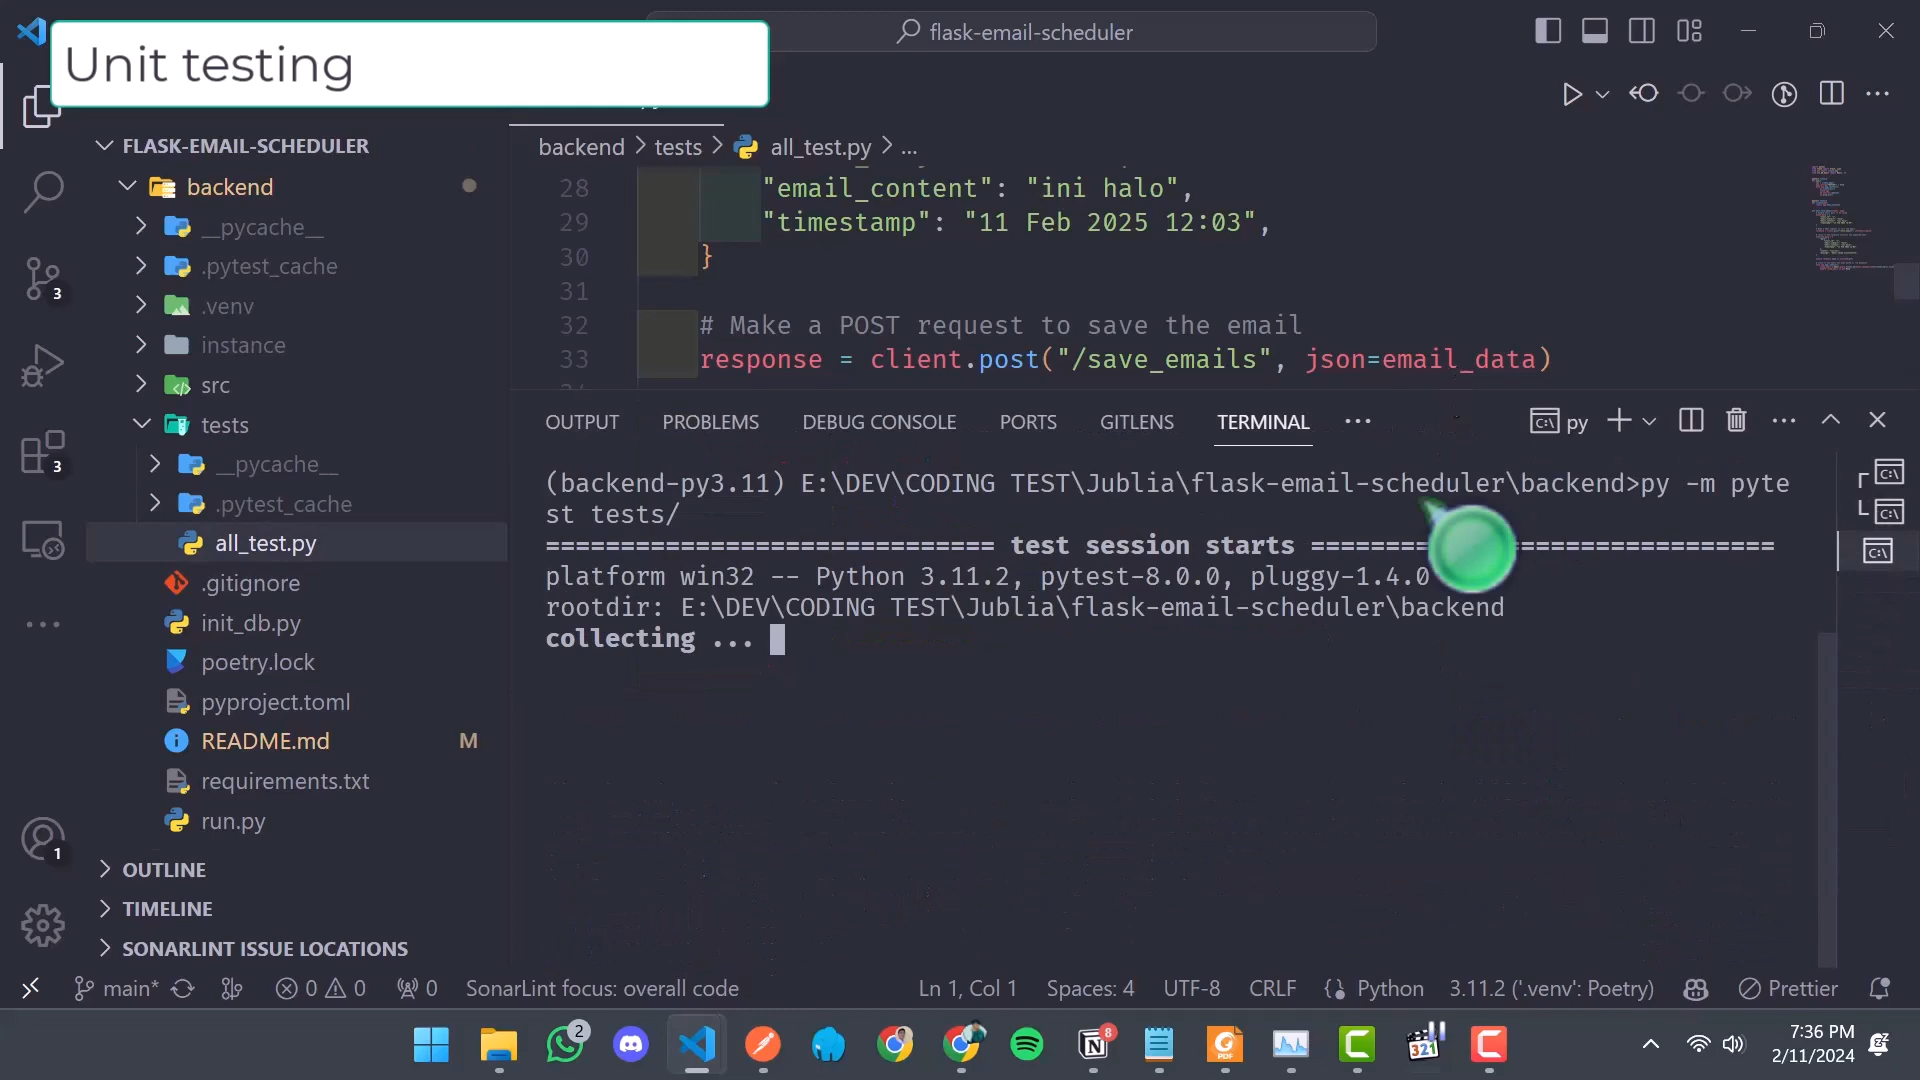 Unit testing
flask-email-scheduler
FLASK-EMAIL-SCHEDULER
backend
__pycache__
.pytest_cache
.venv
instance
src
tests
__pycache__
.pytest_cache
all_test.py
.gitignore
init_db.py
poetry.lock
pyproject.toml
README.md M
requirements.txt
run.py
OUTLINE
TIMELINE
SONARLINT ISSUE LOCATIONS
3
3
1
backend > tests > all_test.py > ...
28 "email_content": "ini halo",
29 "timestamp": "11 Feb 2025 12:03",
30 }
31
32 # Make a POST request to save the email
33 response = client.post("/save_emails", json=email_data)
OUTPUT PROBLEMS DEBUG CONSOLE PORTS GITLENS TERMINAL ... py
(backend-py3.11) E:\DEV\CODING TEST\Jublia\flask-email-scheduler\backend>py -m pyte
st tests/
============================ test session starts =============================
platform win32 -- Python 3.11.2, pytest-8.0.0, pluggy-1.4.0
rootdir: E:\DEV\CODING TEST\Jublia\flask-email-scheduler\backend
collecting ...
main* 0 0 0 SonarLint focus: overall code Ln 1, Col 1 Spaces: 4 UTF-8 CRLF Python 3.11.2 ('.venv': Poetry) Prettier
2
8
321
7:36 PM
2/11/2024